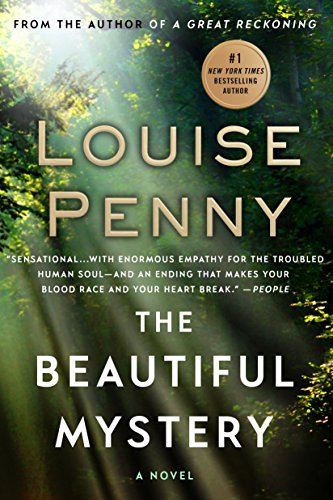 FROM THE AUTHOR OF A GREAT RECKONING
#1
NEW YORK TIMES
BESTSELLING
AUTHOR
LOUISE
PENNY
"SENSATIONAL...WITH ENORMOUS EMPATHY FOR THE TROUBLED
HUMAN SOUL—AND AN ENDING THAT MAKES YOUR
BLOOD RACE AND YOUR HEART BREAK." —PEOPLE
THE
BEAUTIFUL
MYSTERY
A NOVEL